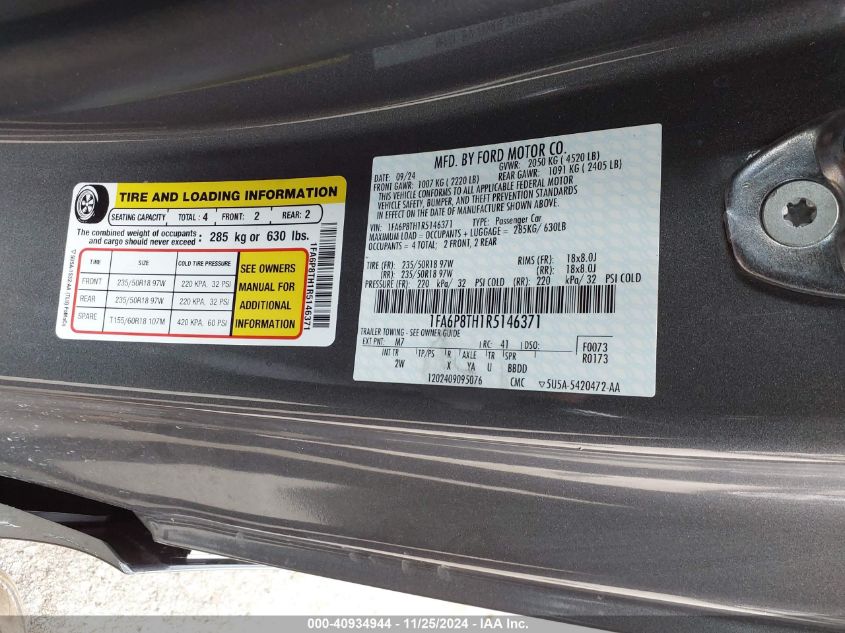 TIRE AND LOADING INFORMATION
SEATING CAPACITY TOTAL : 4 FRONT: 2 REAR: 2
The combined weight of occupants
and cargo should never exceed : 285 kg or 630 lbs.
TIRE SIZE COLD TIRE PRESSURE
FRONT 235/50R18 97W 220 KPA, 32 PSI
REAR 235/50R18 97W 220 KPA, 32 PSI
SPARE T155/60R18 107M 420 KPA, 60 PSI
SEE OWNERS
MANUAL FOR
ADDITIONAL
INFORMATION
1FA6P8TH1R5146371
MFD. BY FORD MOTOR CO.
DATE: 09/24 GVWR: 2050 KG ( 4520 LB)
FRONT GAWR: 1007 KG ( 2220 LB) REAR GAWR: 1091 KG ( 2405 LB)
THIS VEHICLE CONFORMS TO ALL APPLICABLE FEDERAL MOTOR
VEHICLE SAFETY, BUMPER, AND THEFT PREVENTION STANDARDS
IN EFFECT ON THE DATE OF MANUFACTURE SHOWN ABOVE.
VIN: 1FA6P8TH1R5146371 TYPE: Passenger Car
MAXIMUM LOAD = OCCUPANTS + LUGGAGE = 285KG/ 630LB
OCCUPANTS = 4 TOTAL: 2 FRONT, 2 REAR
TIRE (FR): 235/50R18 97W RIMS (FR): 18x8.0J
(RR): 235/50R18 97W (RR): 18x8.0J
PRESSURE (FR): 220 kPa/ 32 PSI COLD (RR): 220 kPa/ 32 PSI COLD
1FA6P8TH1R5146371
TRAILER TOWING - SEE OWNER GUIDE
EXT PNT: M7 RC: 41 DSO: F0073
R0173
INT TR TP/PS R AXLE TR SPR
2W X YA U BBDD
1202409095076 CMC ▽5U5A-5420472-AA
000-40934944 - 11/25/2024 - IAAI.com